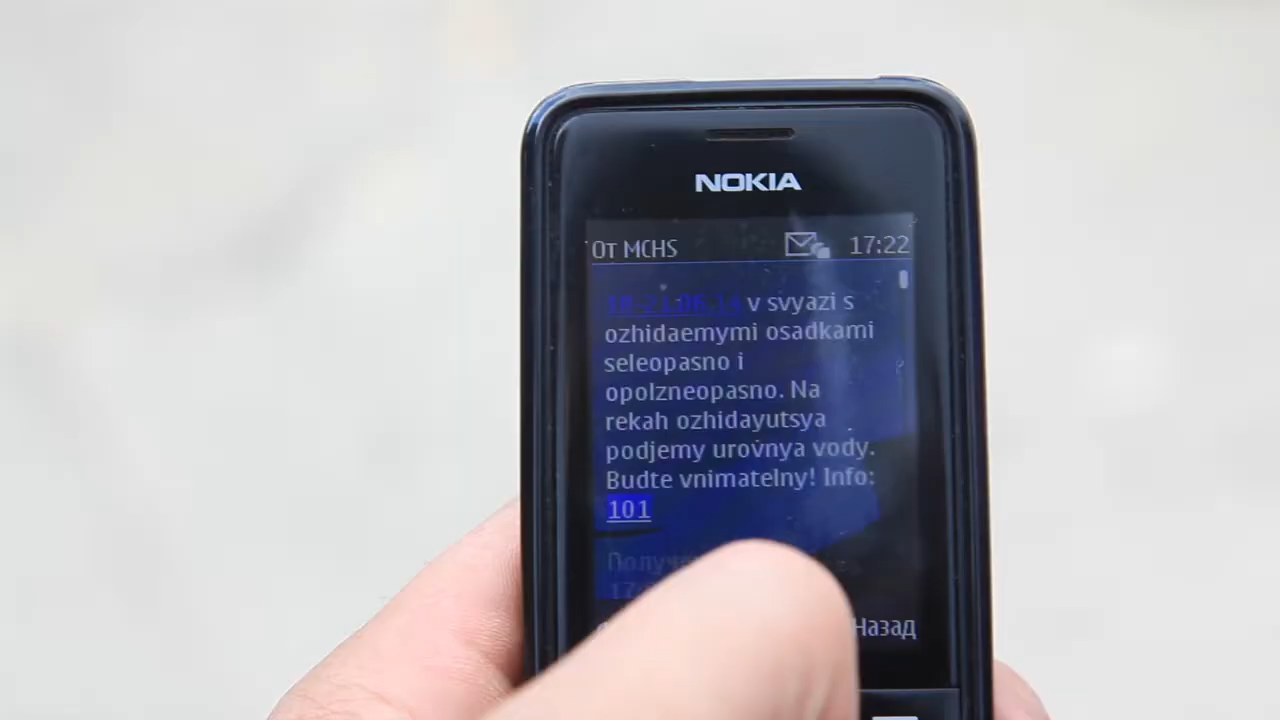 NOKIA
От MCHS 17:22
v svyazi s
ozhidaemymi osadkami
seleopasno i
opolzneopasno. Na
rekah ozhidayutsya
podjemy urovnya vody.
Budte vnimatelny! Info:
101
Назад